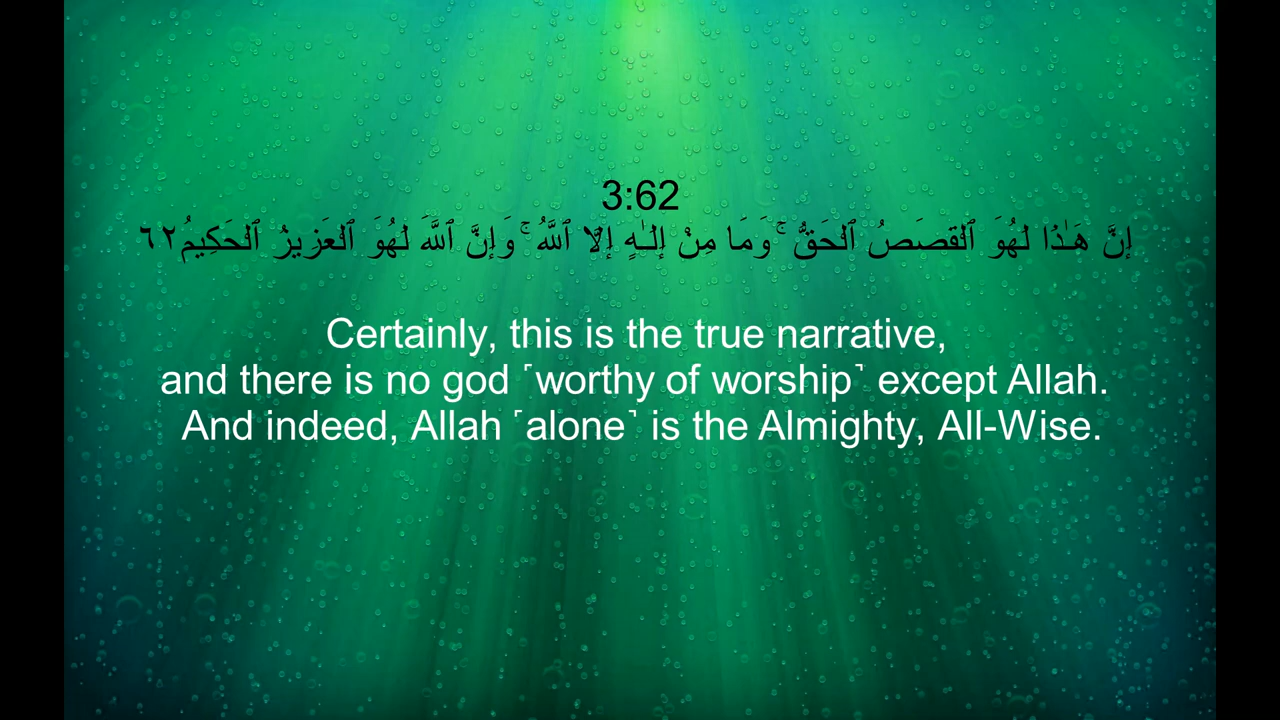 3:62
إِنَّ هَـٰذَا لَهُوَ ٱلْقَصَصُ ٱلْحَقُّ ۚ وَمَا مِنْ إِلَـٰهٍ إِلَّا ٱللَّهُ ۚ وَإِنَّ ٱللَّهَ لَهُوَ ٱلْعَزِيزُ ٱلْحَكِيمُ ٦٢
Certainly, this is the true narrative,
and there is no god ˹worthy of worship˺ except Allah.
And indeed, Allah ˹alone˺ is the Almighty, All-Wise.